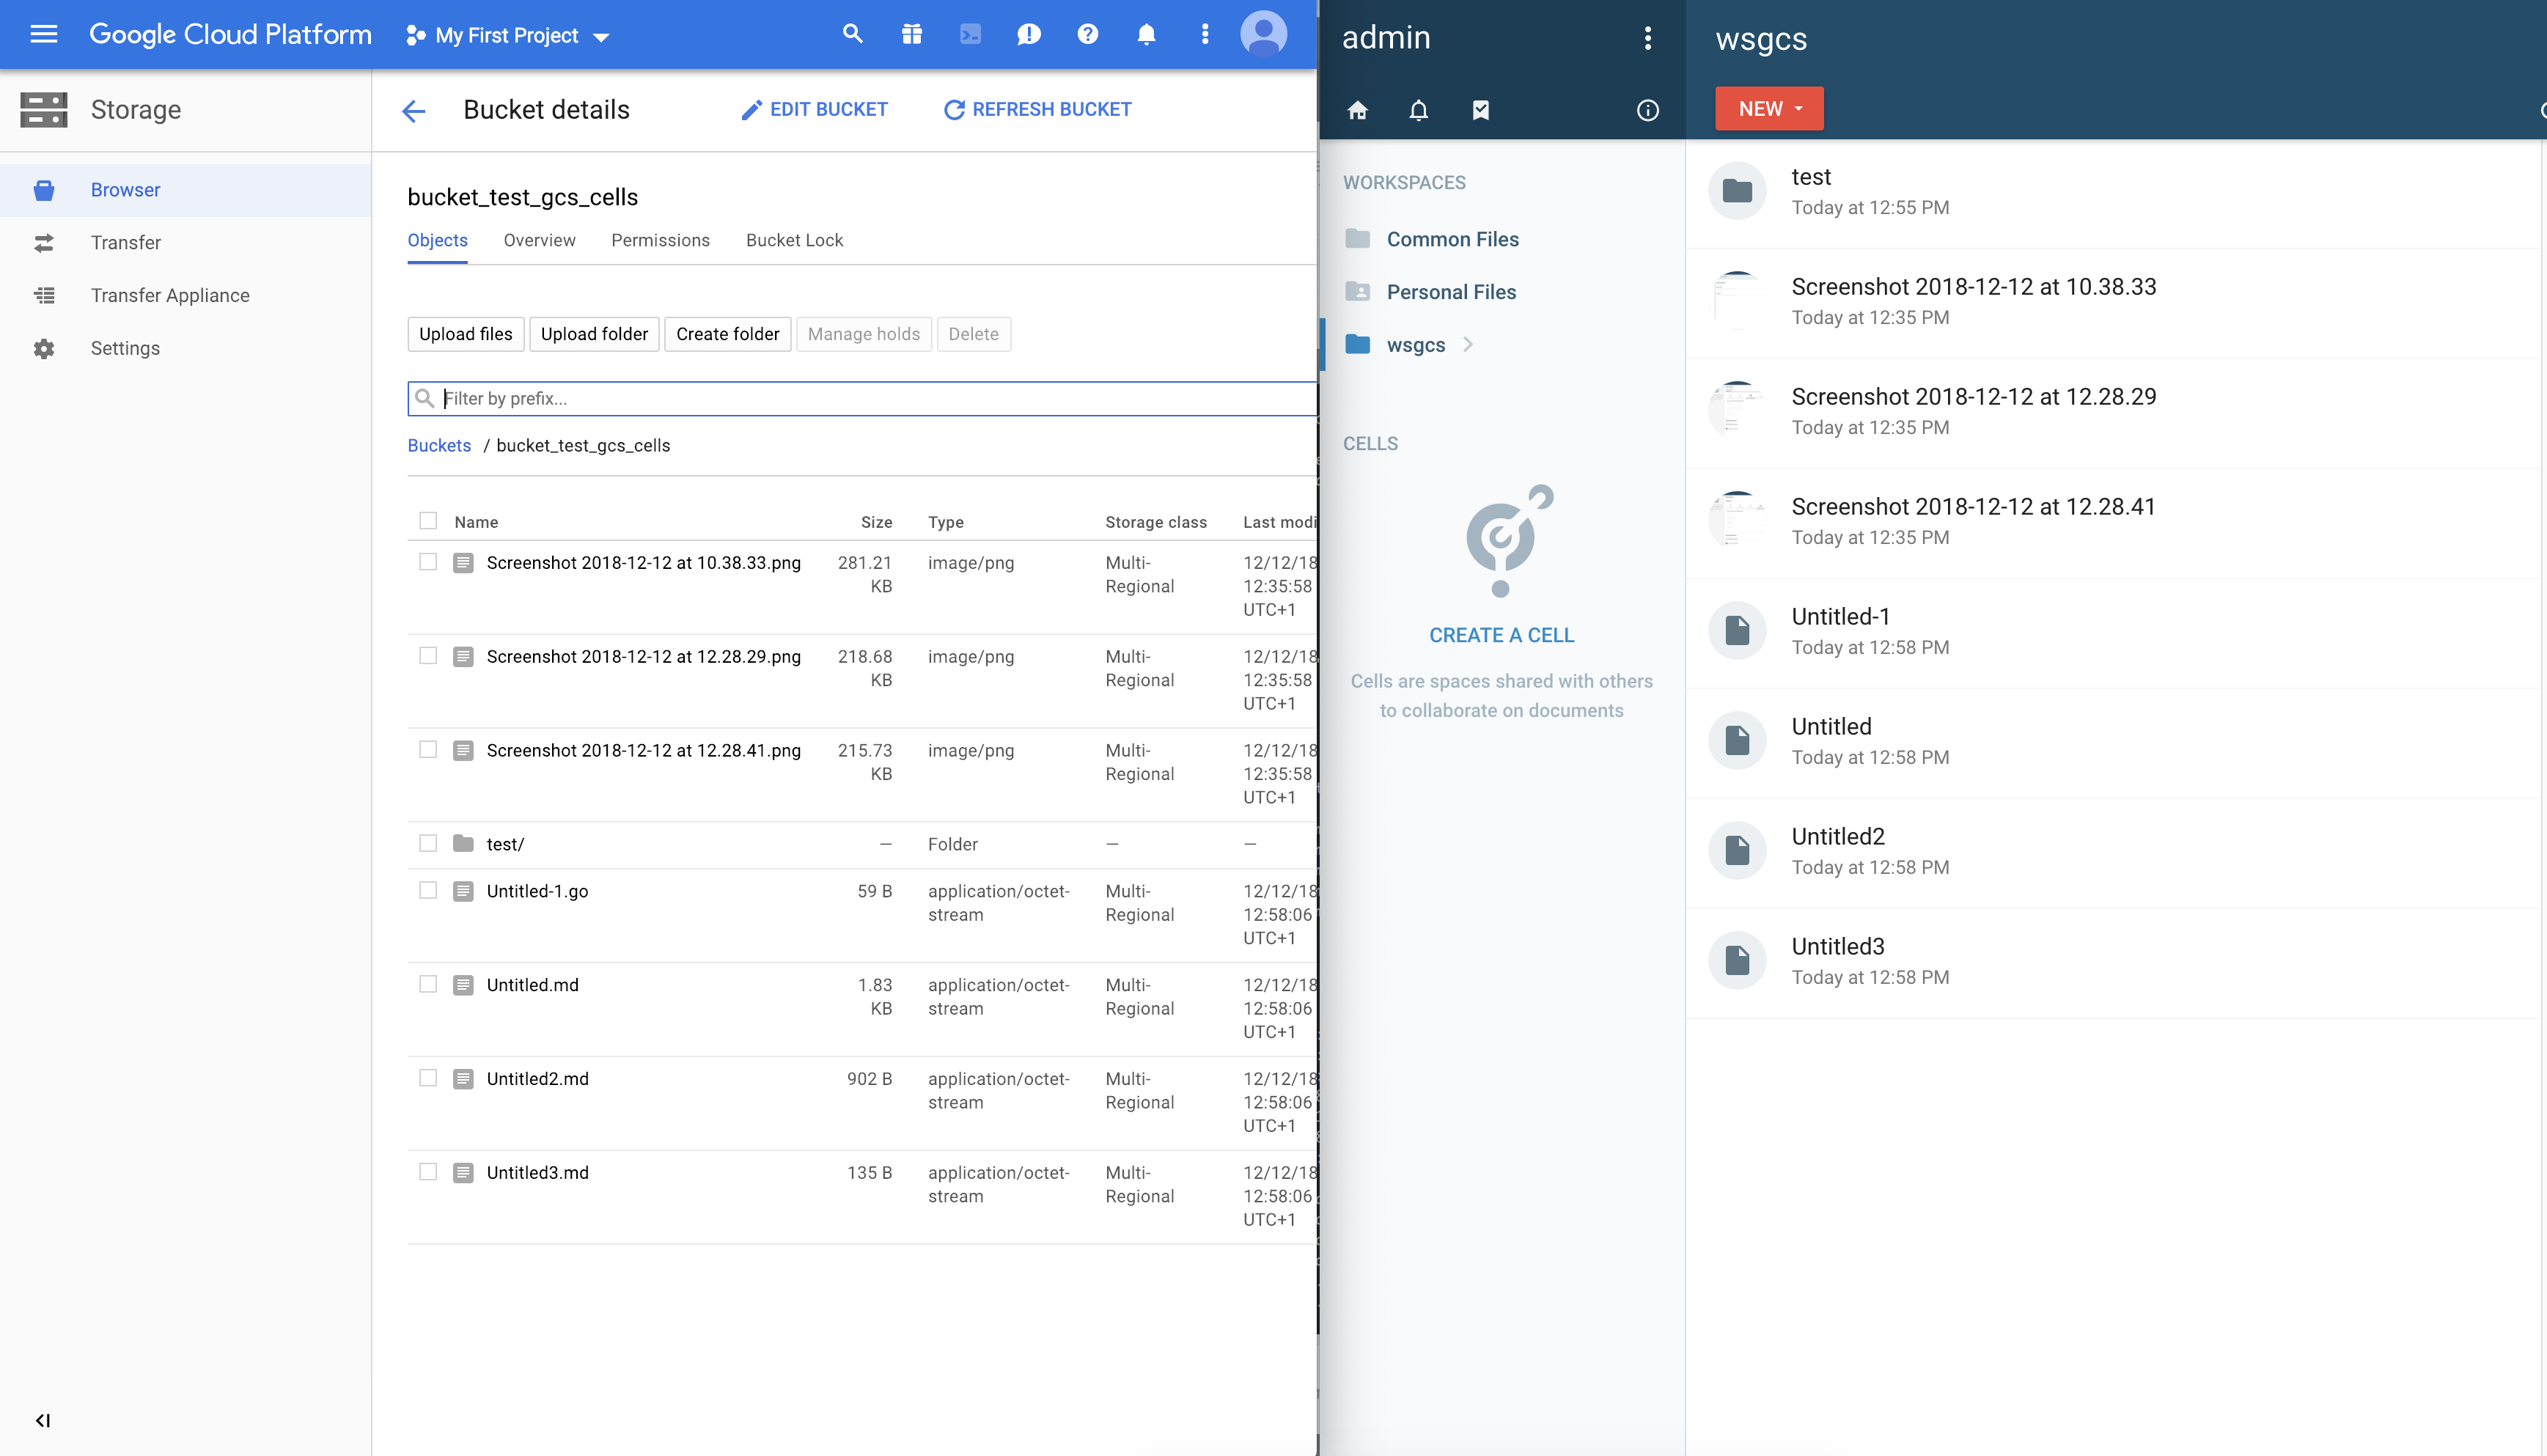 Google Cloud Platform
My First Project
Storage
Browser
Transfer
Transfer Appliance
Settings
Bucket details
EDIT BUCKET
REFRESH BUCKET
bucket_test_gcs_cells
Objects
Overview
Permissions
Bucket Lock
Upload files
Upload folder
Create folder
Manage holds
Delete
Filter by prefix...
Buckets / bucket_test_gcs_cells
Name Size Type Storage class Last modi
Screenshot 2018-12-12 at 10.38.33.png 281.21 image/png Multi- 12/12/18
KB Regional 12:35:58
UTC+1
Screenshot 2018-12-12 at 12.28.29.png 218.68 image/png Multi- 12/12/18
KB Regional 12:35:58
UTC+1
Screenshot 2018-12-12 at 12.28.41.png 215.73 image/png Multi- 12/12/18
KB Regional 12:35:58
UTC+1
test/ — Folder — —
Untitled-1.go 59 B application/octet- Multi- 12/12/18
stream Regional 12:58:06
UTC+1
Untitled.md 1.83 application/octet- Multi- 12/12/18
KB stream Regional 12:58:06
UTC+1
Untitled2.md 902 B application/octet- Multi- 12/12/18
stream Regional 12:58:06
UTC+1
Untitled3.md 135 B application/octet- Multi- 12/12/18
stream Regional 12:58:06
UTC+1
admin
WORKSPACES
Common Files
Personal Files
wsgcs
CELLS
CREATE A CELL
Cells are spaces shared with others
to collaborate on documents
wsgcs
NEW
test
Today at 12:55 PM
Screenshot 2018-12-12 at 10.38.33
Today at 12:35 PM
Screenshot 2018-12-12 at 12.28.29
Today at 12:35 PM
Screenshot 2018-12-12 at 12.28.41
Today at 12:35 PM
Untitled-1
Today at 12:58 PM
Untitled
Today at 12:58 PM
Untitled2
Today at 12:58 PM
Untitled3
Today at 12:58 PM